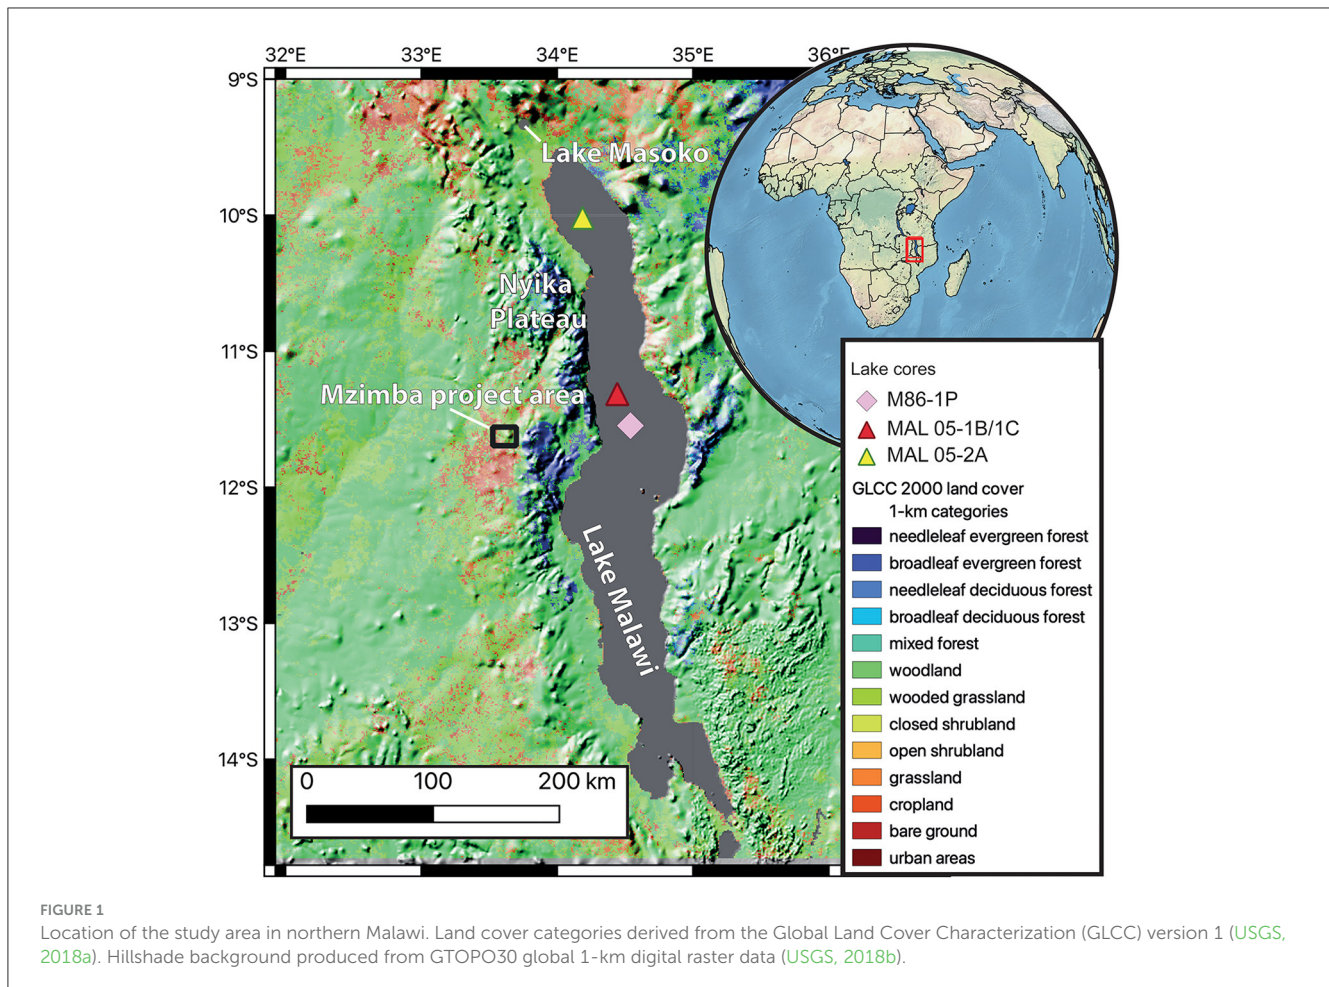 32°E 33°E 34°E 35°E 36°E
9°S
Lake Masoko
10°S
Nyika
Plateau
11°S
Mzimba project area
12°S
Lake Malawi
13°S
14°S
0 100 200 km
Lake cores
M86-1P
MAL 05-1B/1C
MAL 05-2A
GLCC 2000 land cover
1-km categories
needleleaf evergreen forest
broadleaf evergreen forest
needleleaf deciduous forest
broadleaf deciduous forest
mixed forest
woodland
wooded grassland
closed shrubland
open shrubland
grassland
cropland
bare ground
urban areas
FIGURE 1
Location of the study area in northern Malawi. Land cover categories derived from the Global Land Cover Characterization (GLCC) version 1 (USGS,
2018a). Hillshade background produced from GTOPO30 global 1-km digital raster data (USGS, 2018b).